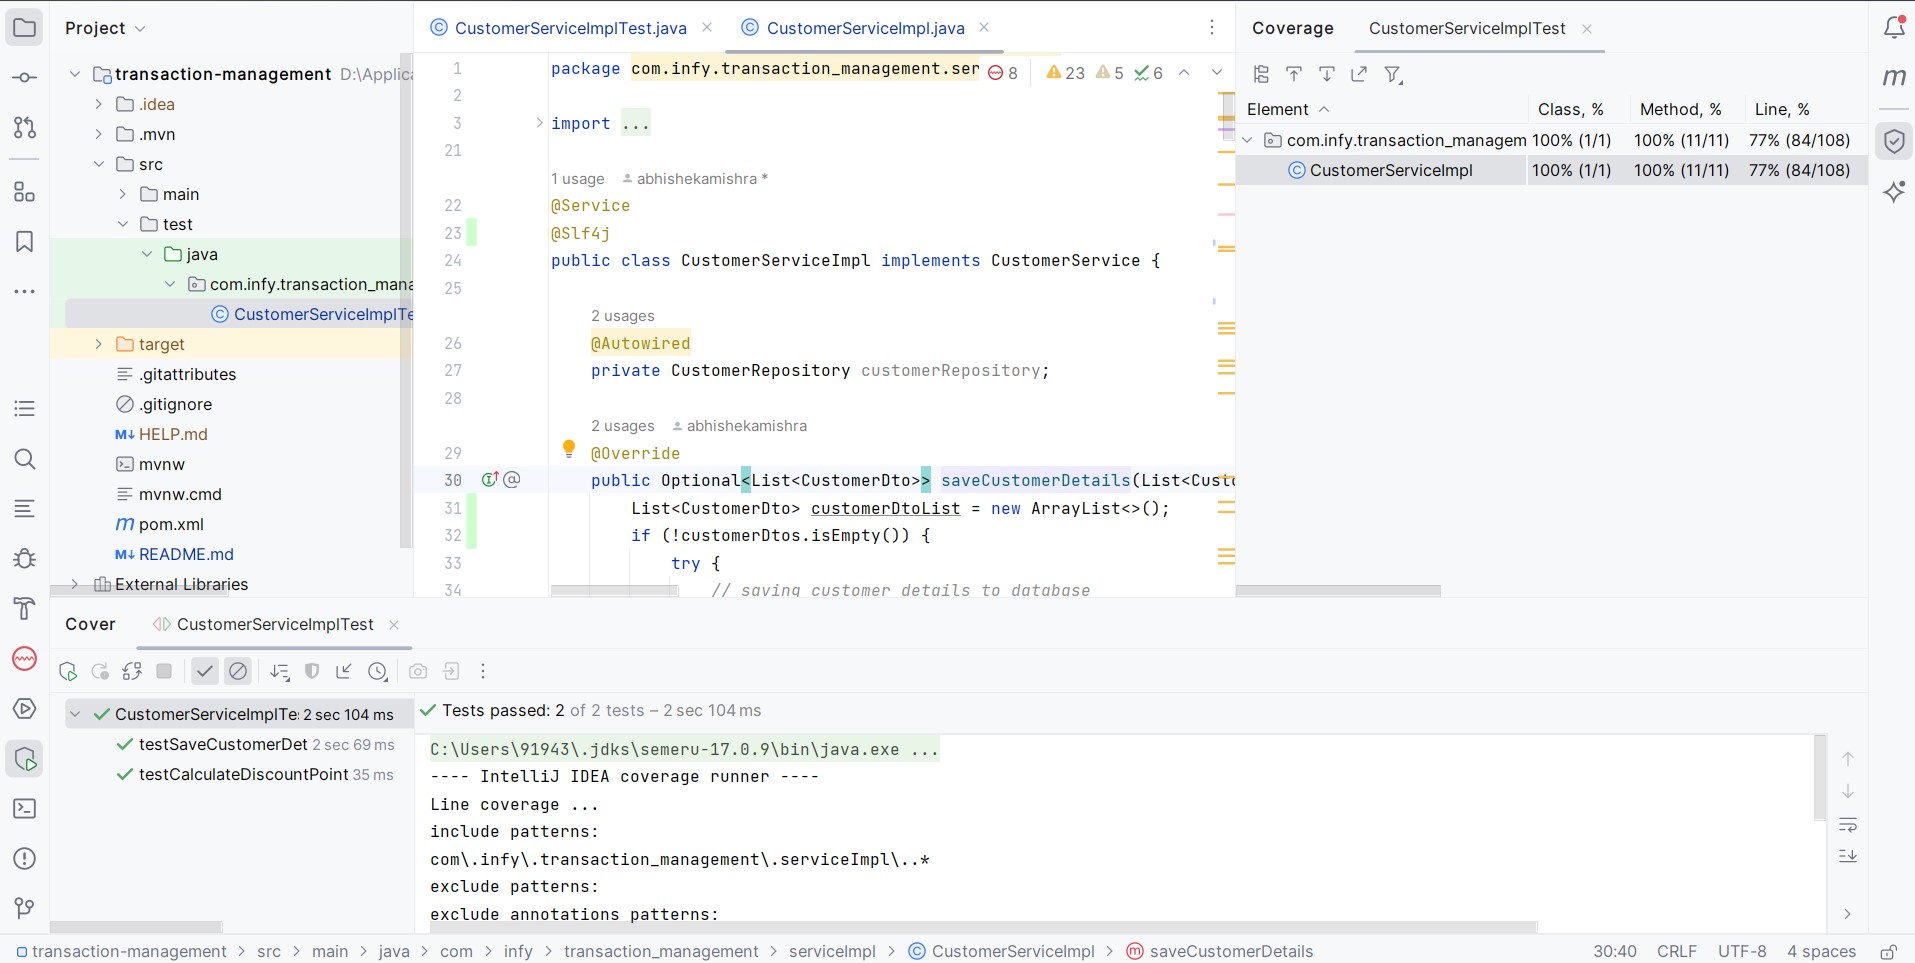 Project
transaction-management D:\Applic
.idea
.mvn
src
main
test
java
com.infy.transaction_mana
CustomerServiceImplTe
target
.gitattributes
.gitignore
HELP.md
mvnw
mvnw.cmd
pom.xml
README.md
External Libraries
CustomerServiceImplTest.java
CustomerServiceImpl.java
8 23 5 6
1 package com.infy.transaction_management.ser
2
3 import ...
21
1 usage abhishekamishra *
22 @Service
23 @Slf4j
24 public class CustomerServiceImpl implements CustomerService {
25
2 usages
26 @Autowired
27 private CustomerRepository customerRepository;
28
2 usages abhishekamishra
29 @Override
30 public Optional<List<CustomerDto>> saveCustomerDetails(List<Custo
31 List<CustomerDto> customerDtoList = new ArrayList<>();
32 if (!customerDtos.isEmpty()) {
33 try {
34 // saving customer details to database
Coverage CustomerServiceImplTest
Element Class, % Method, % Line, %
com.infy.transaction_managem 100% (1/1) 100% (11/11) 77% (84/108)
CustomerServiceImpl 100% (1/1) 100% (11/11) 77% (84/108)
Cover CustomerServiceImplTest
CustomerServiceImplTe 2 sec 104 ms
testSaveCustomerDet 2 sec 69 ms
testCalculateDiscountPoint 35 ms
Tests passed: 2 of 2 tests – 2 sec 104 ms
C:\Users\91943\.jdks\semeru-17.0.9\bin\java.exe ...
---- IntelliJ IDEA coverage runner ----
Line coverage ...
include patterns:
com\.infy\.transaction_management\.serviceImpl\..*
exclude patterns:
exclude annotations patterns:
transaction-management > src > main > java > com > infy > transaction_management > serviceImpl > CustomerServiceImpl > saveCustomerDetails
30:40 CRLF UTF-8 4 spaces